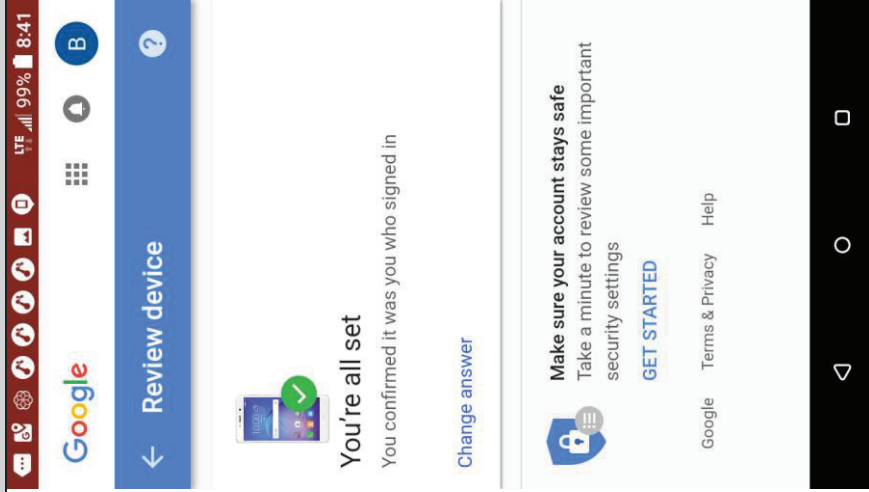 LTE 99% 8:41
Google
B
Review device
?
You're all set
You confirmed it was you who signed in
Change answer
Make sure your account stays safe
Take a minute to review some important
security settings
GET STARTED
Google Terms & Privacy Help